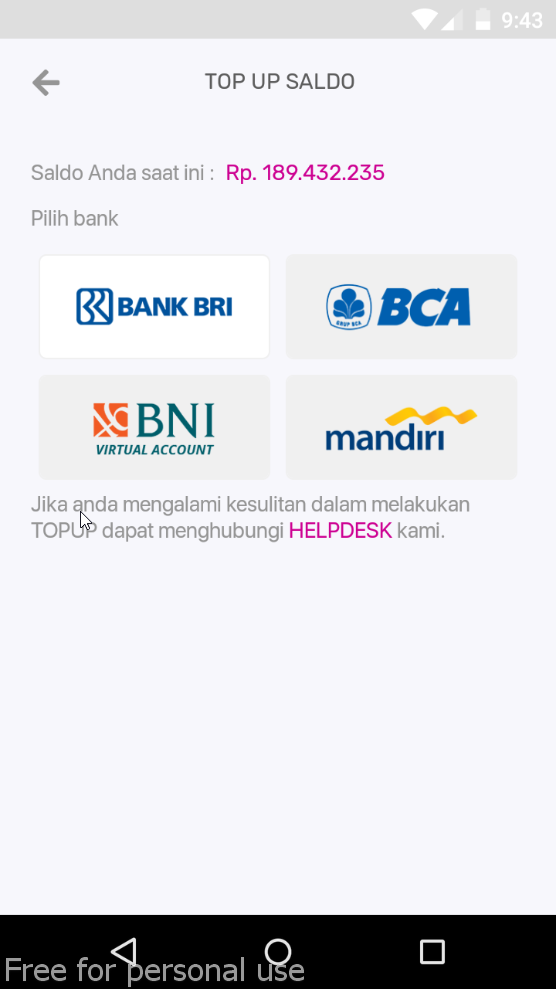 9:43
TOP UP SALDO
Saldo Anda saat ini : Rp. 189.432.235
Pilih bank
BANK BRI
GRUP BCA BCA
BNI
VIRTUAL ACCOUNT
mandiri
Jika anda mengalami kesulitan dalam melakukan
TOPUP dapat menghubungi HELPDESK kami.
Free for personal use